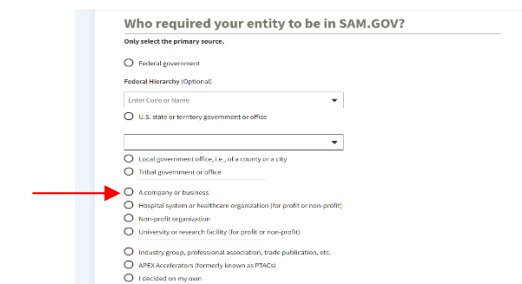 Who required your entity to be in SAM.GOV?
Only select the primary source.
Federal government
Federal Hierarchy (Optional)
Enter Code or Name
U.S. state or territory government or office
Local government office, i.e., of a county or a city
Tribal government or office
A company or business
Hospital system or healthcare organization (for profit or non-profit)
Non-profit organization
University or research facility (for profit or non-profit)
Industry group, professional association, trade publication, etc.
APEX Accelerators (formerly known as PTACs)
I decided on my own